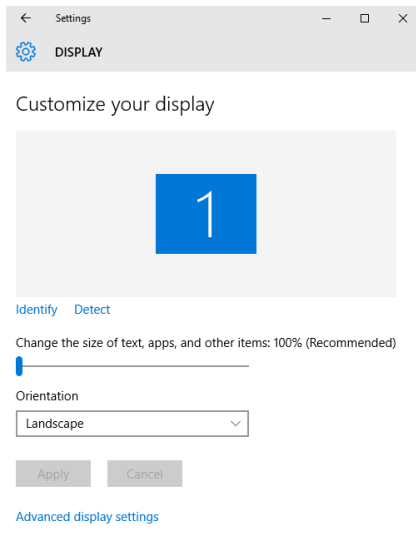 Settings
DISPLAY
Customize your display
1
Identify Detect
Change the size of text, apps, and other items: 100% (Recommended)
Orientation
Landscape
Apply Cancel
Advanced display settings